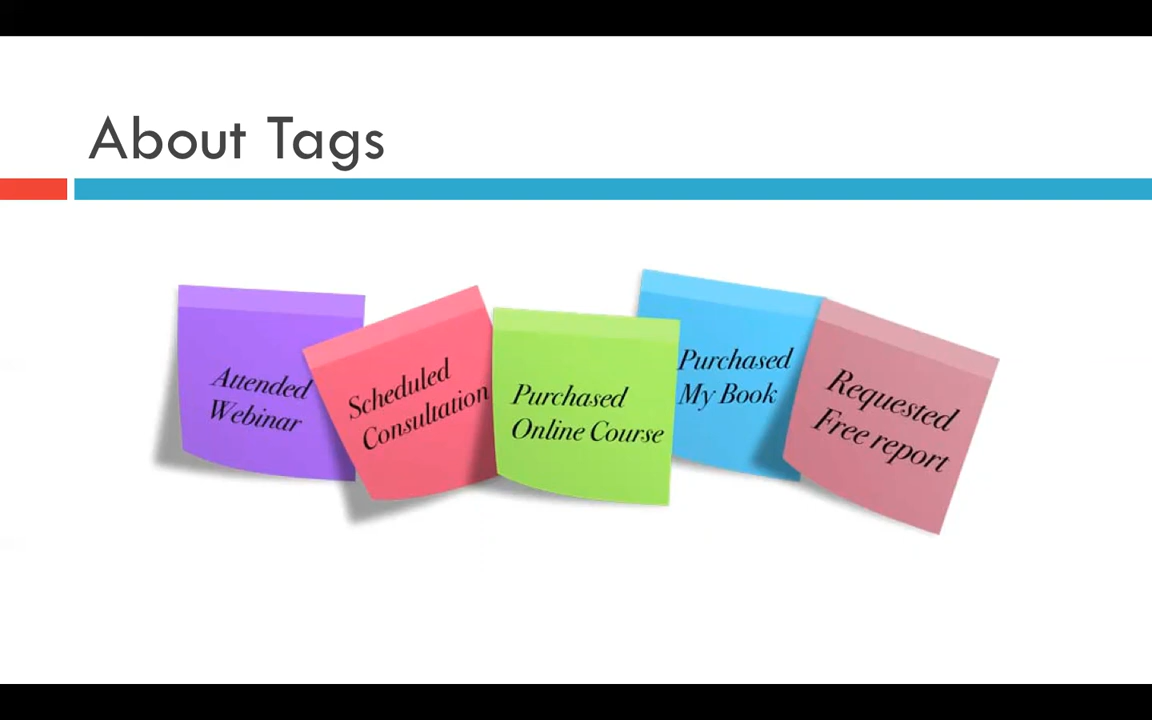 About Tags
Attended
Webinar
Scheduled
Consultation
Purchased
Online Course
Purchased
My Book
Requested
Free report